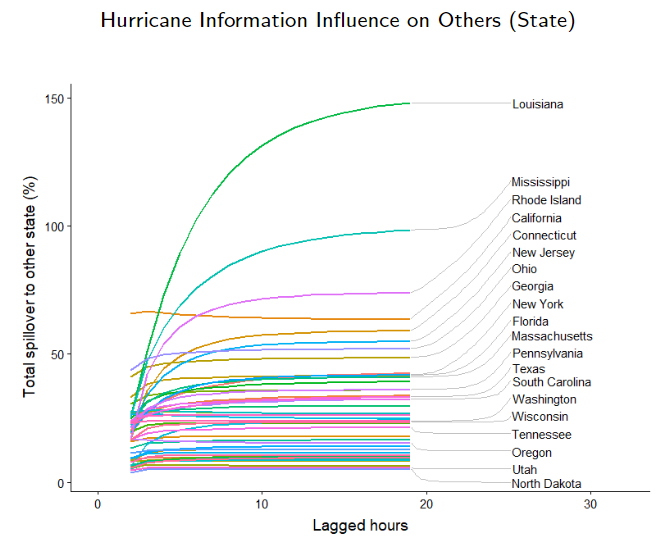 Hurricane Information Influence on Others (State)
Total spillover to other state (%)
150
100
50
0
0
10
20
30
Lagged hours
Louisiana
Mississippi
Rhode Island
California
Connecticut
New Jersey
Ohio
Georgia
New York
Florida
Massachusetts
Pennsylvania
Texas
South Carolina
Washington
Wisconsin
Tennessee
Oregon
Utah
North Dakota